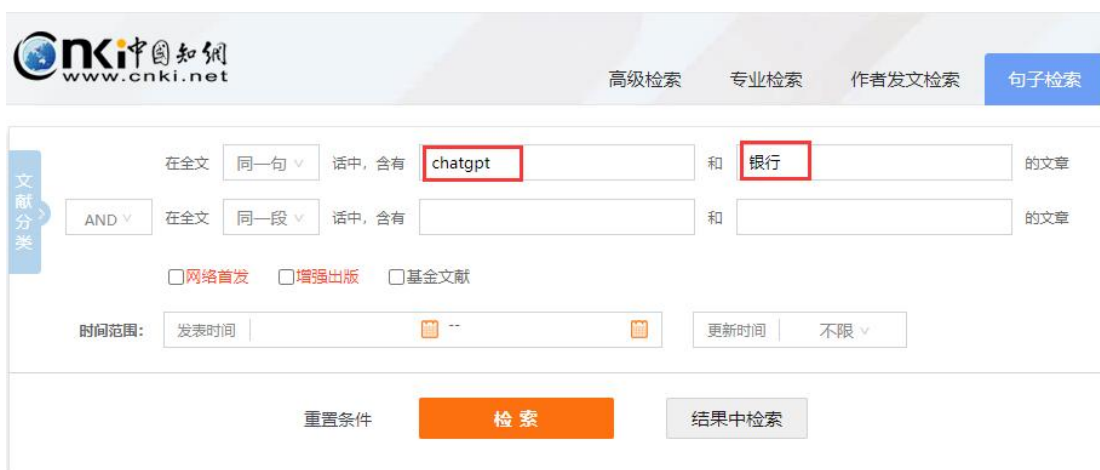 cnki中国知网
www.cnki.net
高级检索 专业检索 作者发文检索 句子检索
文献分类
在全文 同一句 话中，含有 chatgpt 和 银行 的文章
AND 在全文 同一段 话中，含有 和 的文章
网络首发 增强出版 基金文献
时间范围： 发表时间 -- 更新时间 不限
重置条件 检索 结果中检索